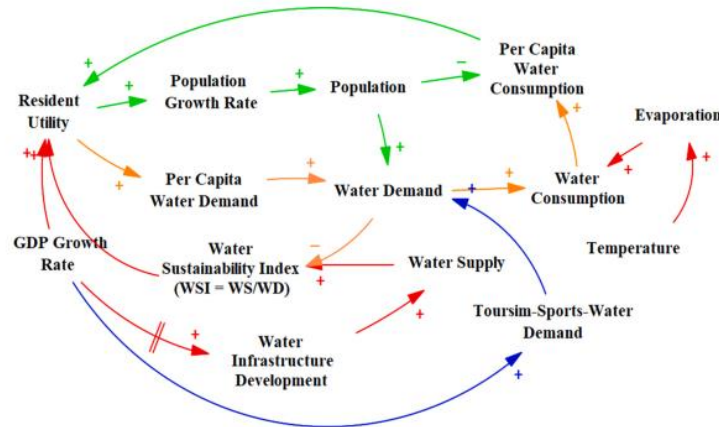 Per Capita
Water
Consumption
Population
Growth Rate
Population
Resident
Utility
Evaporation
Per Capita
Water Demand
Water Demand
Water
Consumption
GDP Growth
Rate
Water
Sustainability Index
(WSI = WS/WD)
Water Supply
Temperature
Toursim-Sports-Water
Demand
Water
Infrastructure
Development
+
+
+
−
+
+
+
+
+
+
+
+
+
+
+
−
+
+
+
+